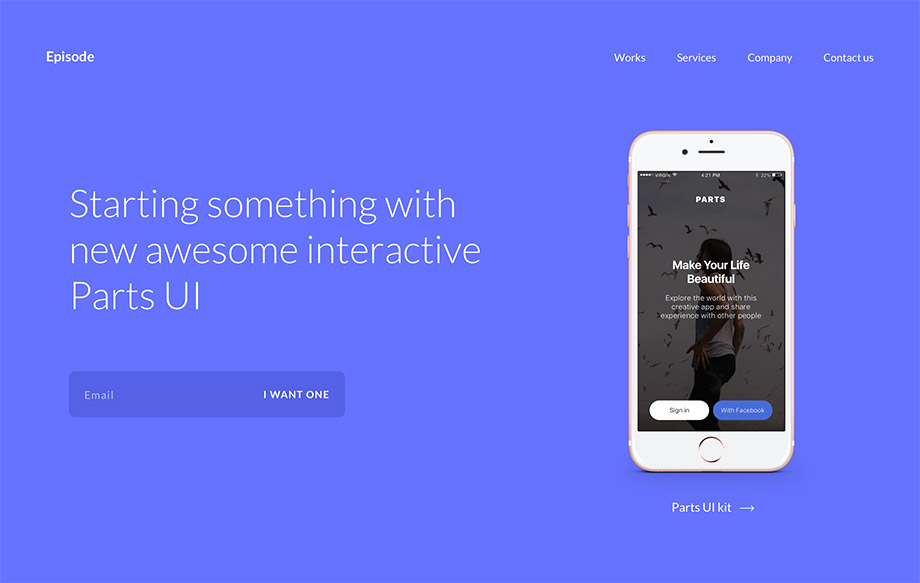 Episode
Works
Services
Company
Contact us
Starting something with
new awesome interactive
Parts UI
Email
I WANT ONE
VIRGIN
4:21 PM
22%
PARTS
Make Your Life
Beautiful
Explore the world with this
creative app and share
experience with other people
Sign in
With Facebook
Parts UI kit →